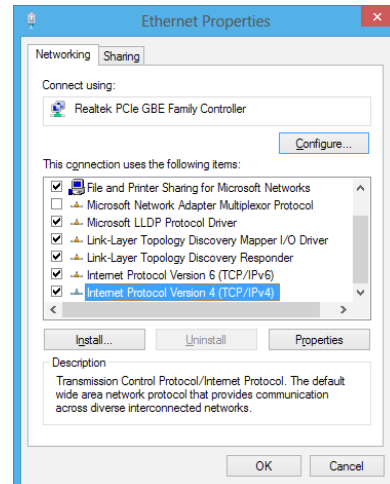 Ethernet Properties
Networking
Sharing
Connect using:
Realtek PCIe GBE Family Controller
Configure...
This connection uses the following items:
File and Printer Sharing for Microsoft Networks
Microsoft Network Adapter Multiplexor Protocol
Microsoft LLDP Protocol Driver
Link-Layer Topology Discovery Mapper I/O Driver
Link-Layer Topology Discovery Responder
Internet Protocol Version 6 (TCP/IPv6)
Internet Protocol Version 4 (TCP/IPv4)
Install...
Uninstall
Properties
Description
Transmission Control Protocol/Internet Protocol. The default
wide area network protocol that provides communication
across diverse interconnected networks.
OK
Cancel